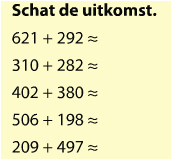 Schat de uitkomst.
621 + 292 ≈
310 + 282 ≈
402 + 380 ≈
506 + 198 ≈
209 + 497 ≈